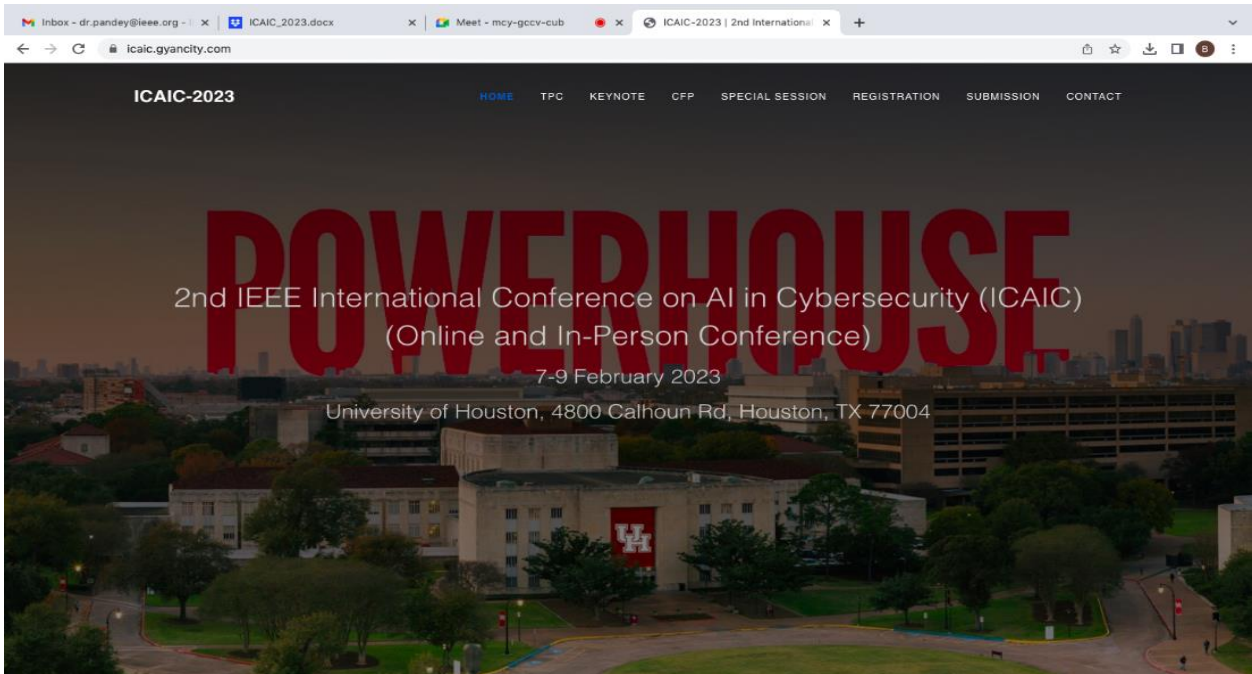 Inbox - dr.pandey@ieee.org -
ICAIC_2023.docx
Meet - mcy-gccv-cub
ICAIC-2023 | 2nd International
icaic.gyancity.com
B
ICAIC-2023
HOME
TPC
KEYNOTE
CFP
SPECIAL SESSION
REGISTRATION
SUBMISSION
CONTACT
POWERHOUSE
2nd IEEE International Conference on AI in Cybersecurity (ICAIC)
(Online and In-Person Conference)
7-9 February 2023
University of Houston, 4800 Calhoun Rd, Houston, TX 77004
UH